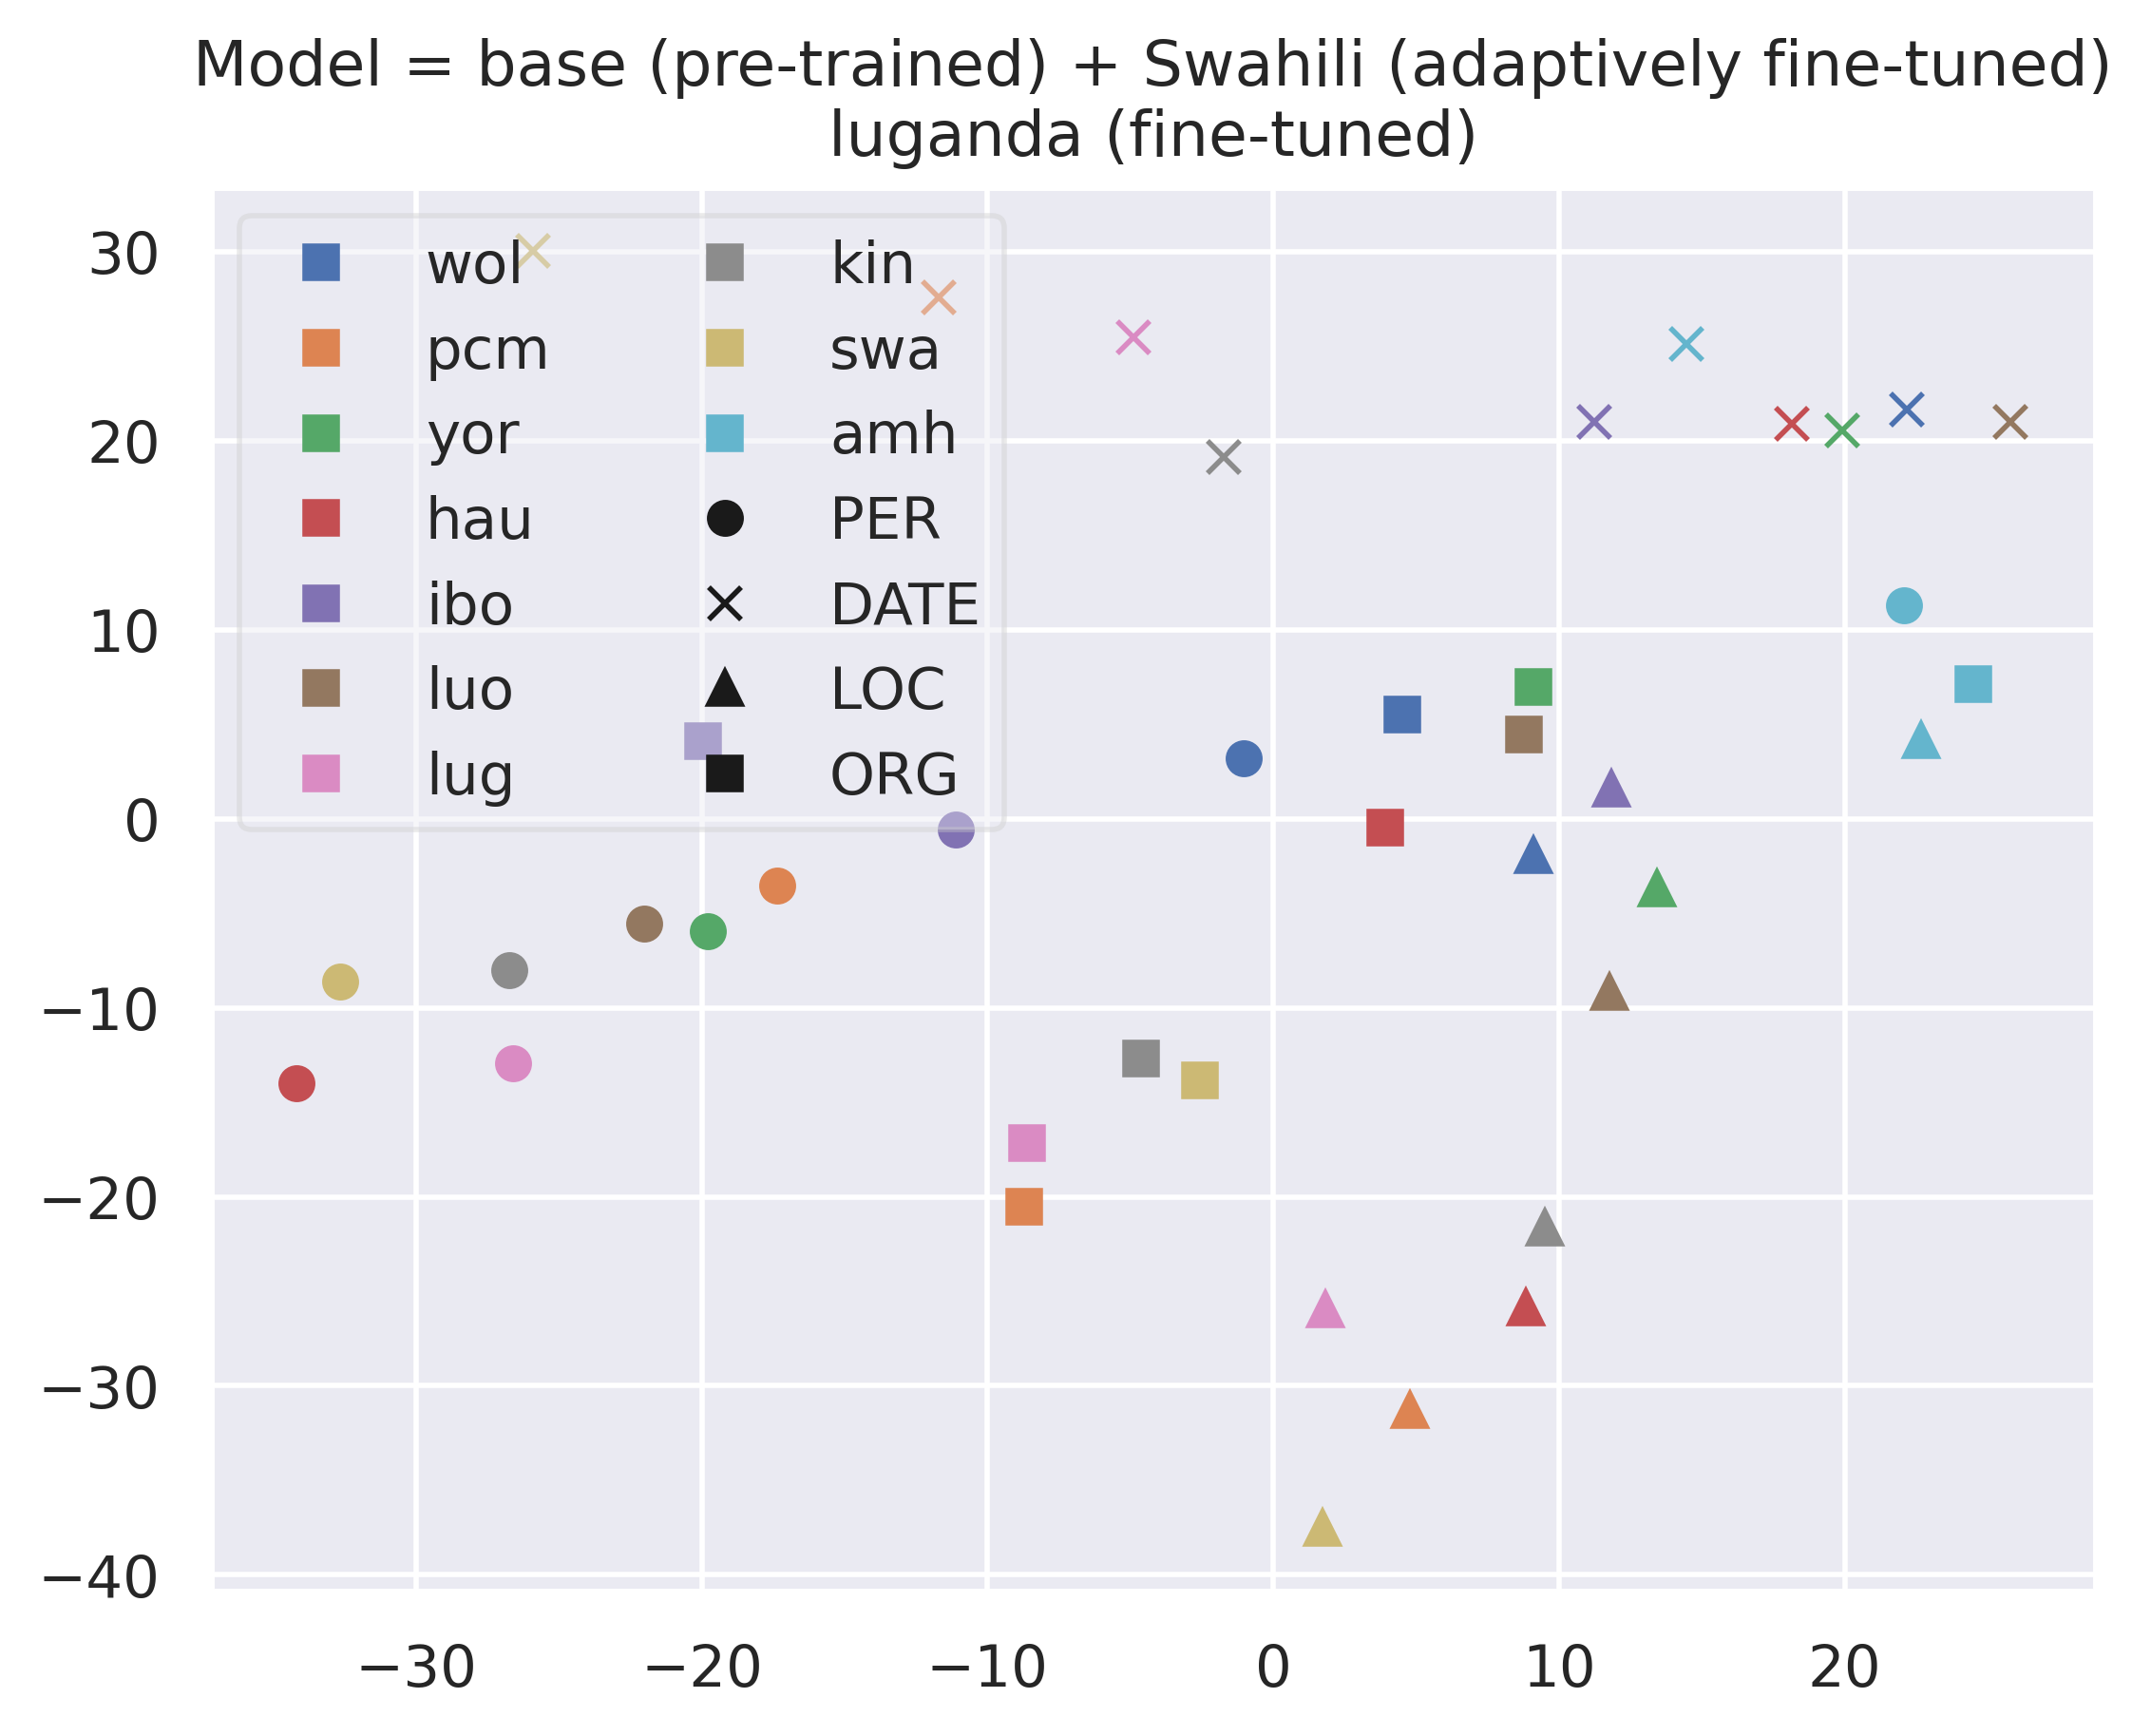 Model = base (pre-trained) + Swahili (adaptively fine-tuned)
luganda (fine-tuned)
wol
pcm
yor
hau
ibo
luo
lug
kin
swa
amh
PER
DATE
LOC
ORG
30
20
10
0
−10
−20
−30
−40
−30
−20
−10
0
10
20